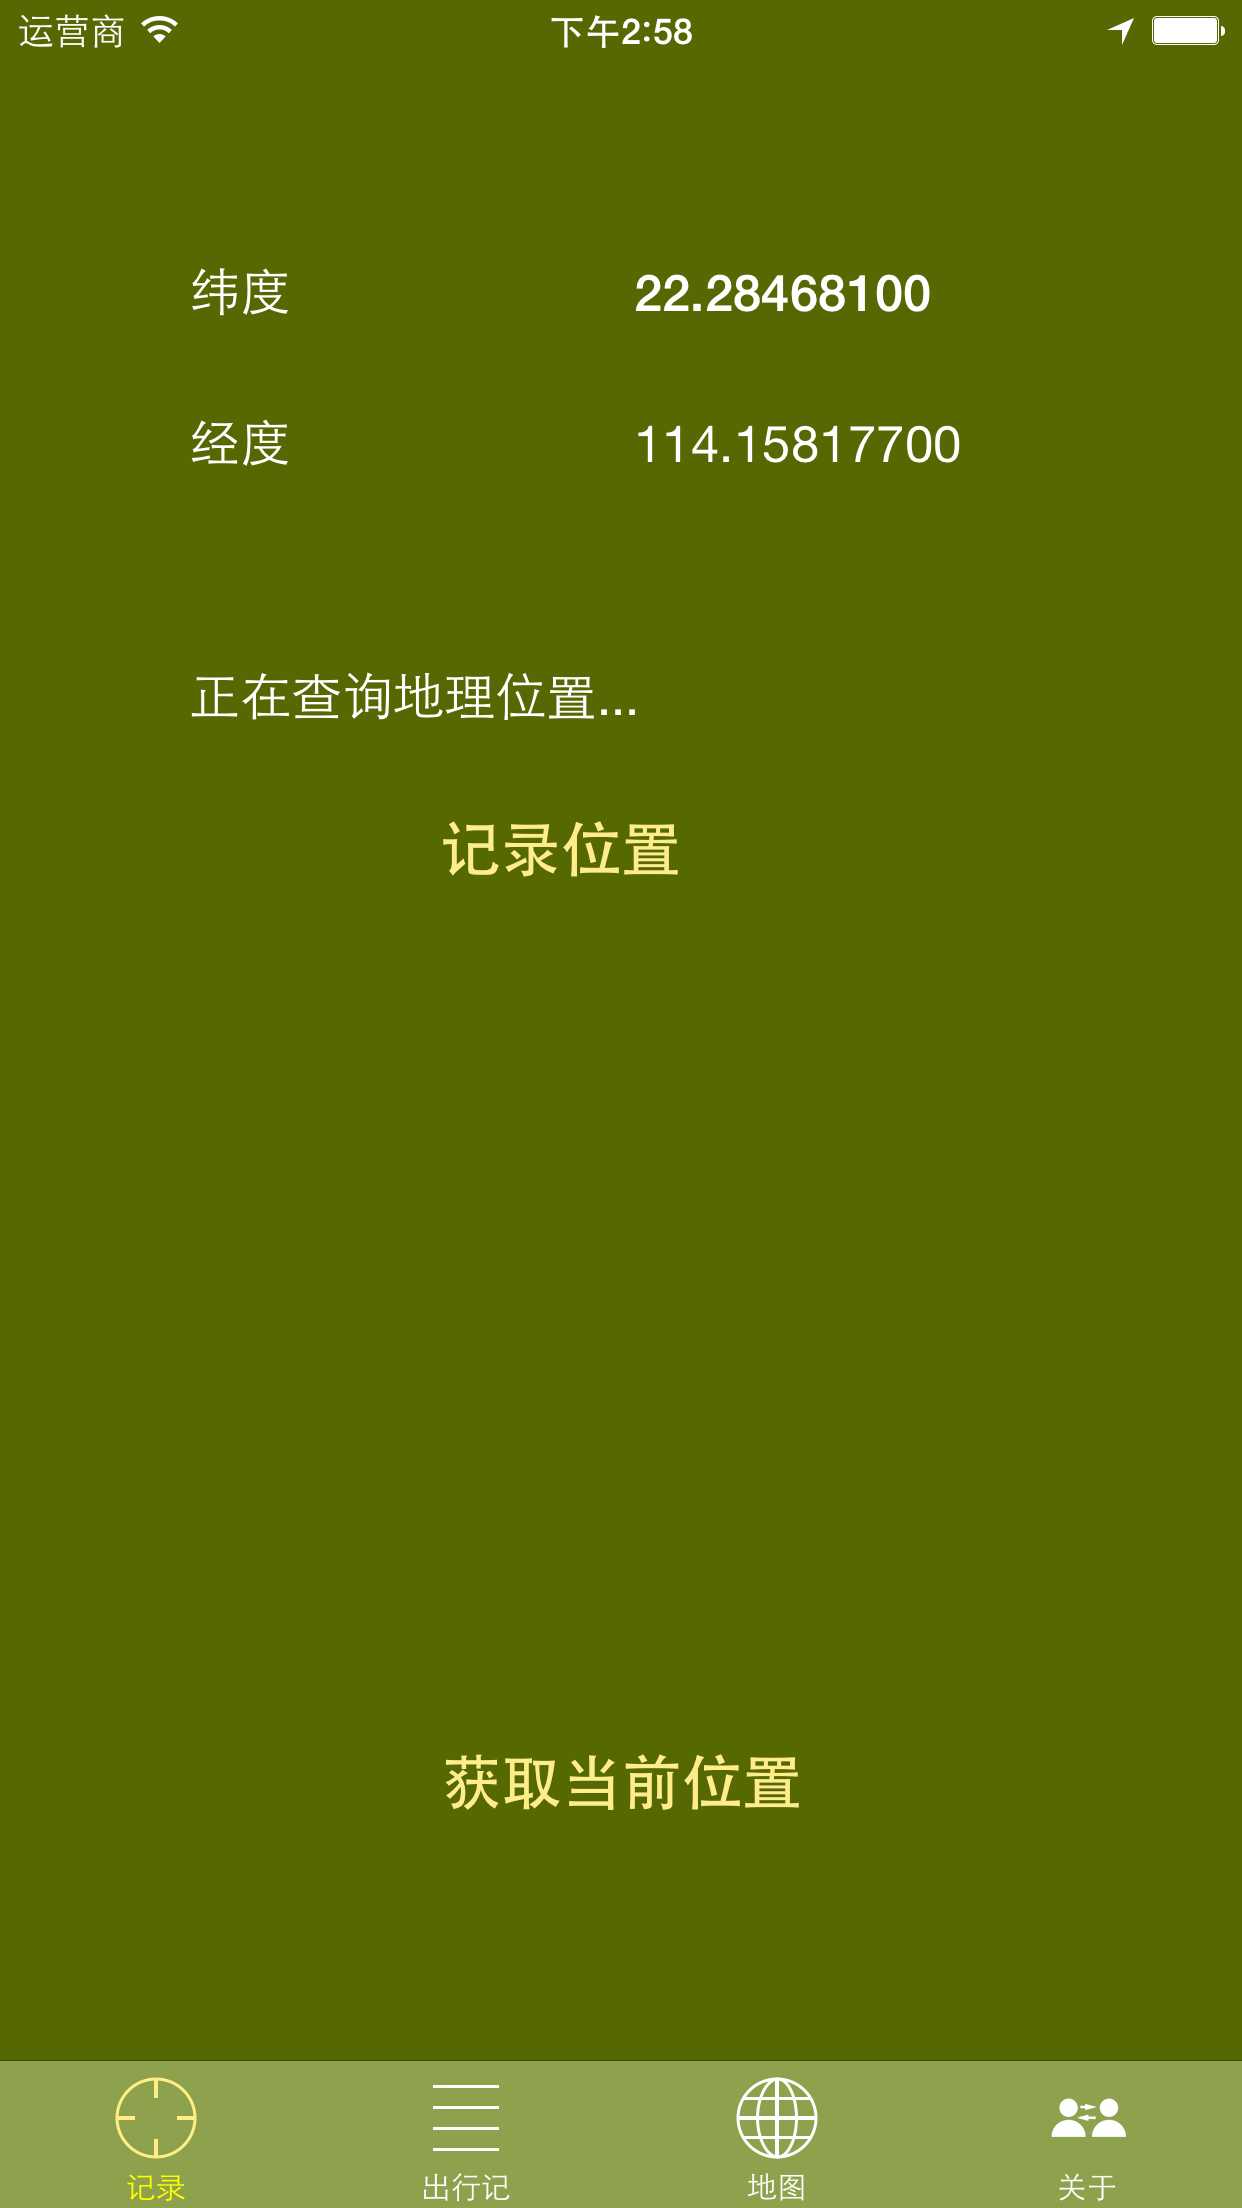 运营商 下午2:58
纬度 22.28468100
经度 114.15817700
正在查询地理位置...
记录位置
获取当前位置
记录 出行记 地图 关于